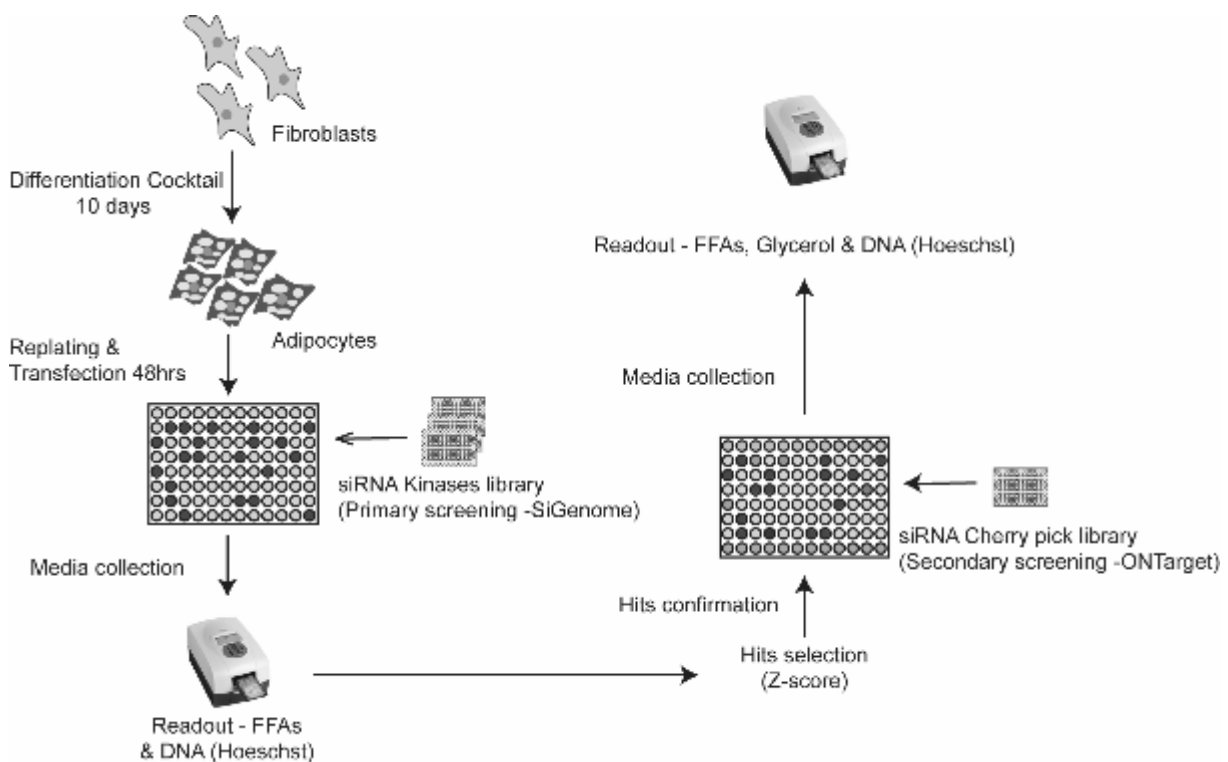 Fibroblasts
Differentiation Cocktail
10 days
Adipocytes
Replating &
Transfection 48hrs
siRNA Kinases library
(Primary screening -SiGenome)
Media collection
Readout - FFAs
& DNA (Hoeschst)
Hits selection
(Z-score)
Hits confirmation
siRNA Cherry pick library
(Secondary screening -ONTarget)
Media collection
Readout - FFAs, Glycerol & DNA (Hoeschst)